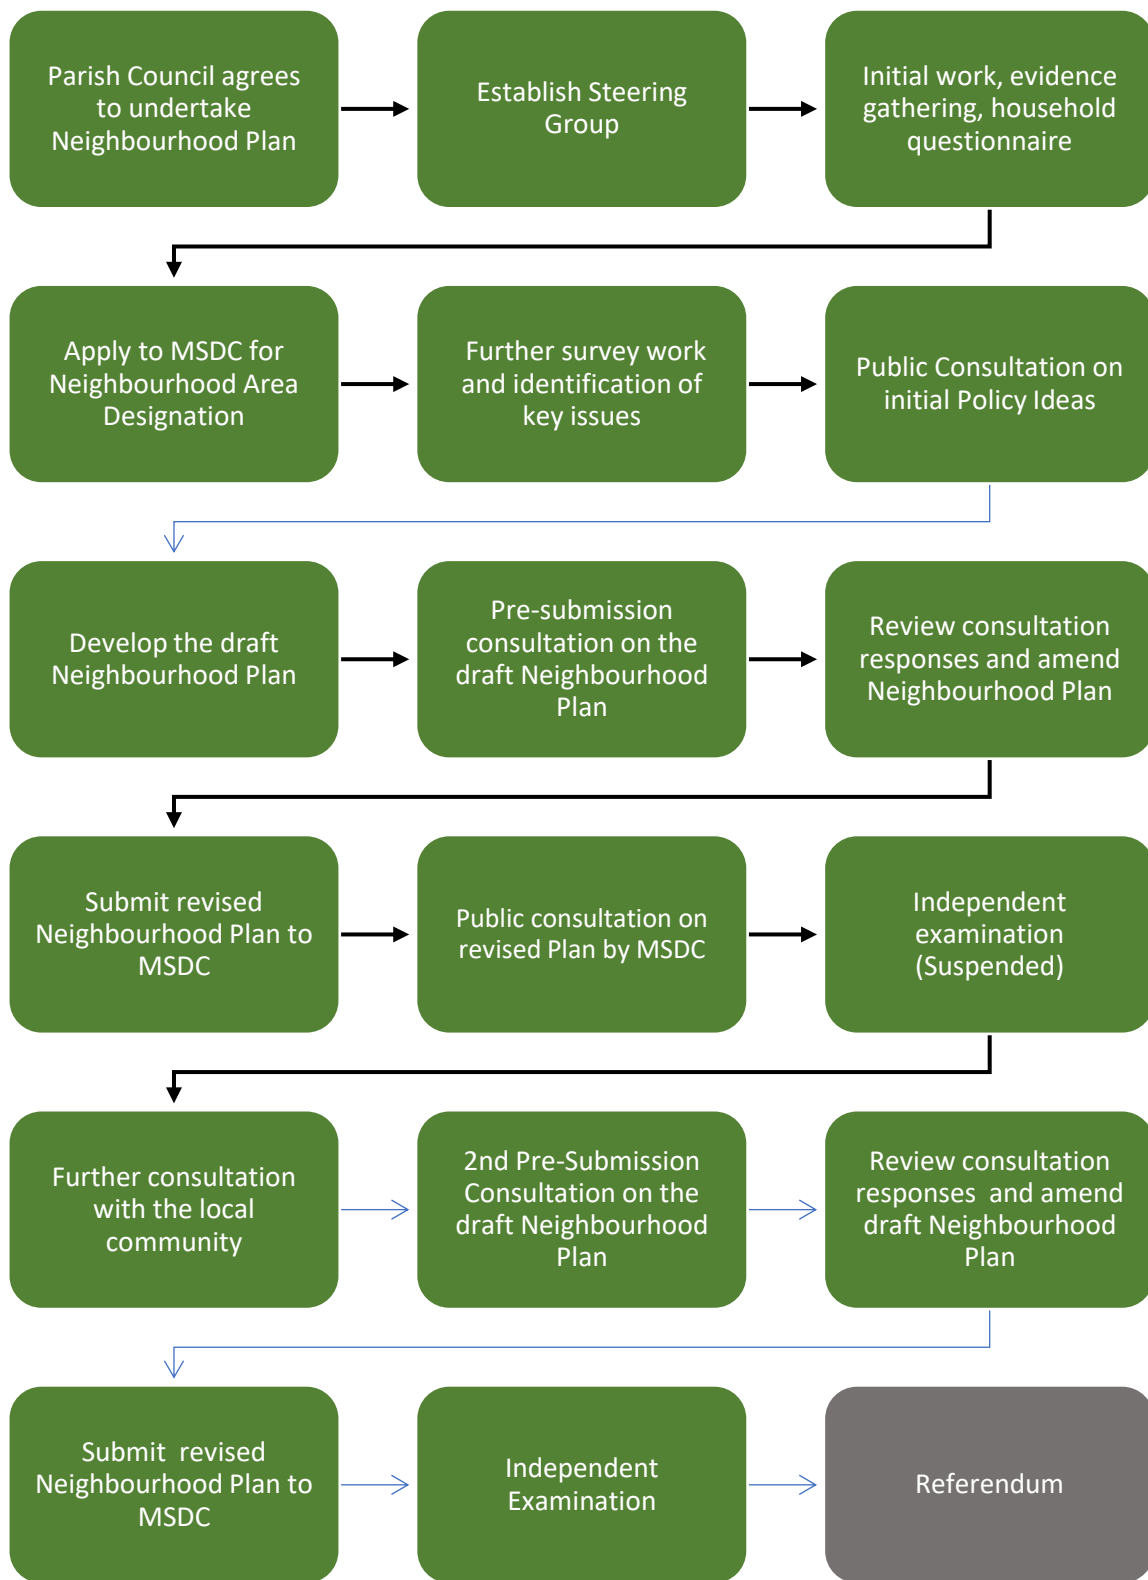 Parish Council agrees
to undertake
Neighbourhood Plan
Establish Steering
Group
Initial work, evidence
gathering, household
questionnaire
Apply to MSDC for
Neighbourhood Area
Designation
Further survey work
and identification of
key issues
Public Consultation on
initial Policy Ideas
Develop the draft
Neighbourhood Plan
Pre-submission
consultation on the
draft Neighbourhood
Plan
Review consultation
responses and amend
Neighbourhood Plan
Submit revised
Neighbourhood Plan to
MSDC
Public consultation on
revised Plan by MSDC
Independent
examination
(Suspended)
Further consultation
with the local
community
2nd Pre-Submission
Consultation on the
draft Neighbourhood
Plan
Review consultation
responses  and amend
draft Neighbourhood
Plan
Submit  revised
Neighbourhood Plan to
MSDC
Independent
Examination
Referendum